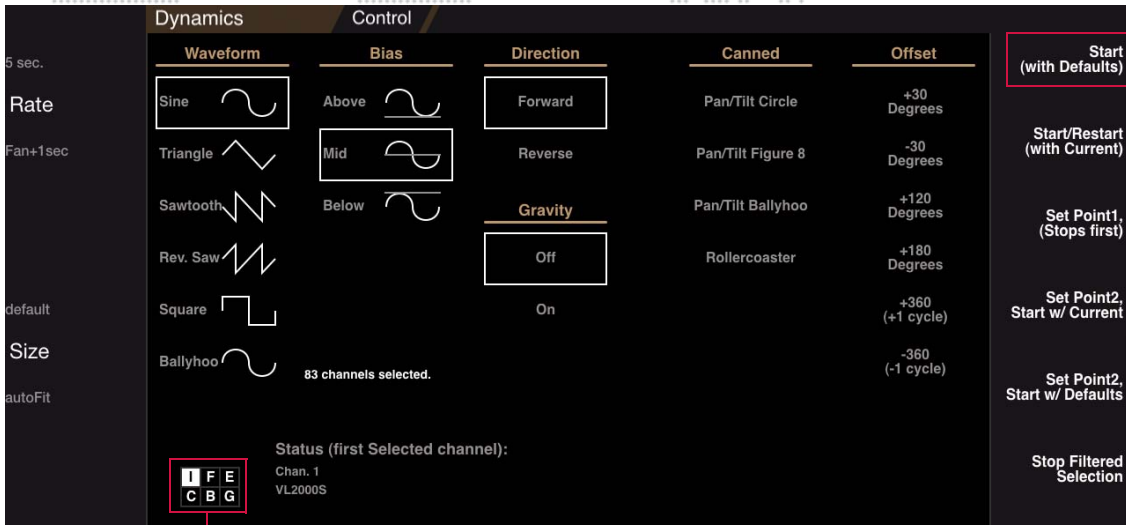 Dynamics
Control
5 sec.
Rate
Fan+1sec
default
Size
autoFit
Waveform
Sine
Triangle
Sawtooth
Rev. Saw
Square
Ballyhoo
Bias
Above
Mid
Below
83 channels selected.
Direction
Forward
Reverse
Gravity
Off
On
Canned
Pan/Tilt Circle
Pan/Tilt Figure 8
Pan/Tilt Ballyhoo
Rollercoaster
Offset
+30
Degrees
-30
Degrees
+120
Degrees
+180
Degrees
+360
(+1 cycle)
-360
(-1 cycle)
Start
(with Defaults)
Start/Restart
(with Current)
Set Point1,
(Stops first)
Set Point2,
Start w/ Current
Set Point2,
Start w/ Defaults
Stop Filtered
Selection
I F E
C B G
Status (first Selected channel):
Chan. 1
VL2000S